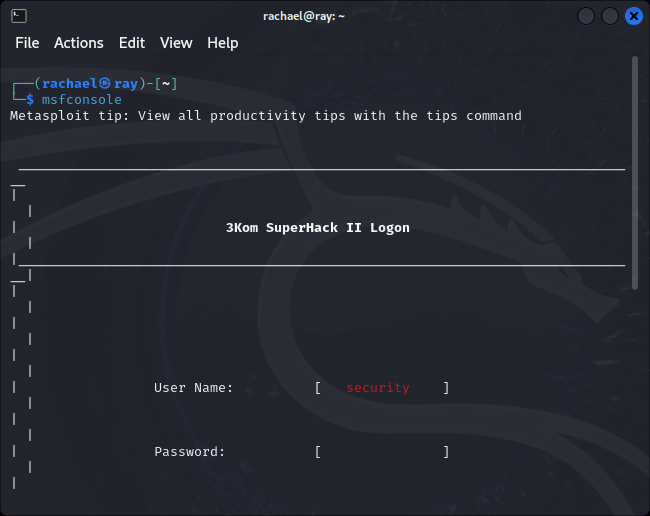 rachael@ray: ~
File Actions Edit View Help
┌──(rachael㉿ray)-[~]
└─$ msfconsole
Metasploit tip: View all productivity tips with the tips command
3Kom SuperHack II Logon
User Name: [ security ]
Password: [ ]